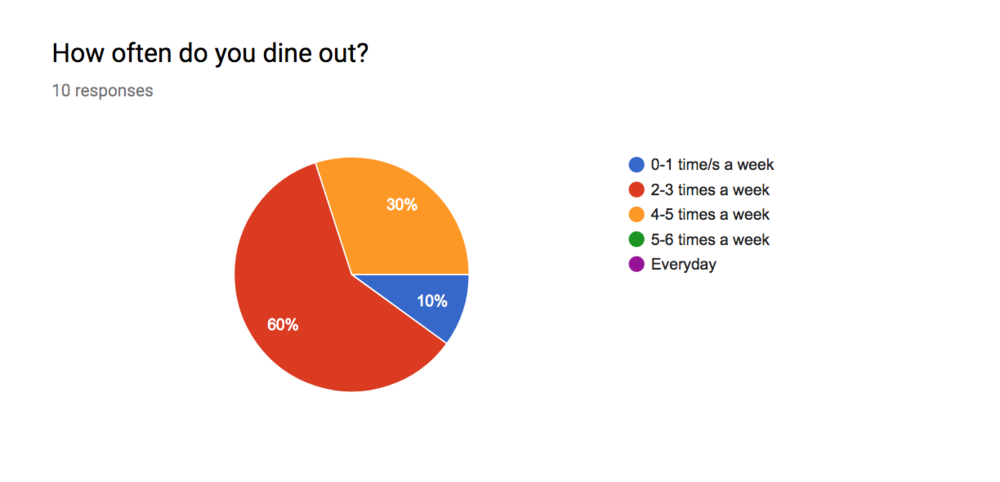 How often do you dine out?
10 responses
30%
10%
60%
0-1 time/s a week
2-3 times a week
4-5 times a week
5-6 times a week
Everyday